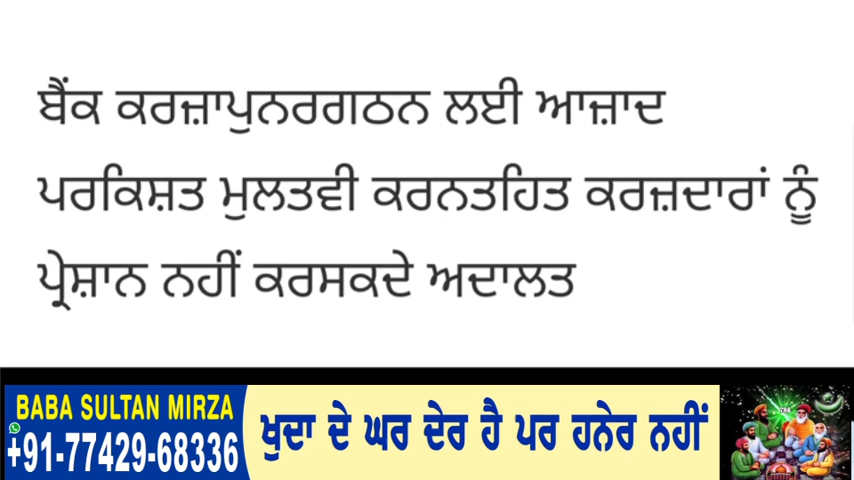 ਬੈਂਕ ਕਰਜ਼ਾਪੁਨਰਗਠਨ ਲਈ ਆਜ਼ਾਦ
ਪਰਕਿਸ਼ਤ ਮੁਲਤਵੀ ਕਰਨਤਹਿਤ ਕਰਜ਼ਦਾਰਾਂ ਨੂੰ
ਪ੍ਰੇਸ਼ਾਨ ਨਹੀਂ ਕਰਸਕਦੇ ਅਦਾਲਤ
BABA SULTAN MIRZA
+91-77429-68336
ਖੁਦਾ ਦੇ ਘਰ ਦੇਰ ਹੈ ਪਰ ਹਨੇਰ ਨਹੀਂ